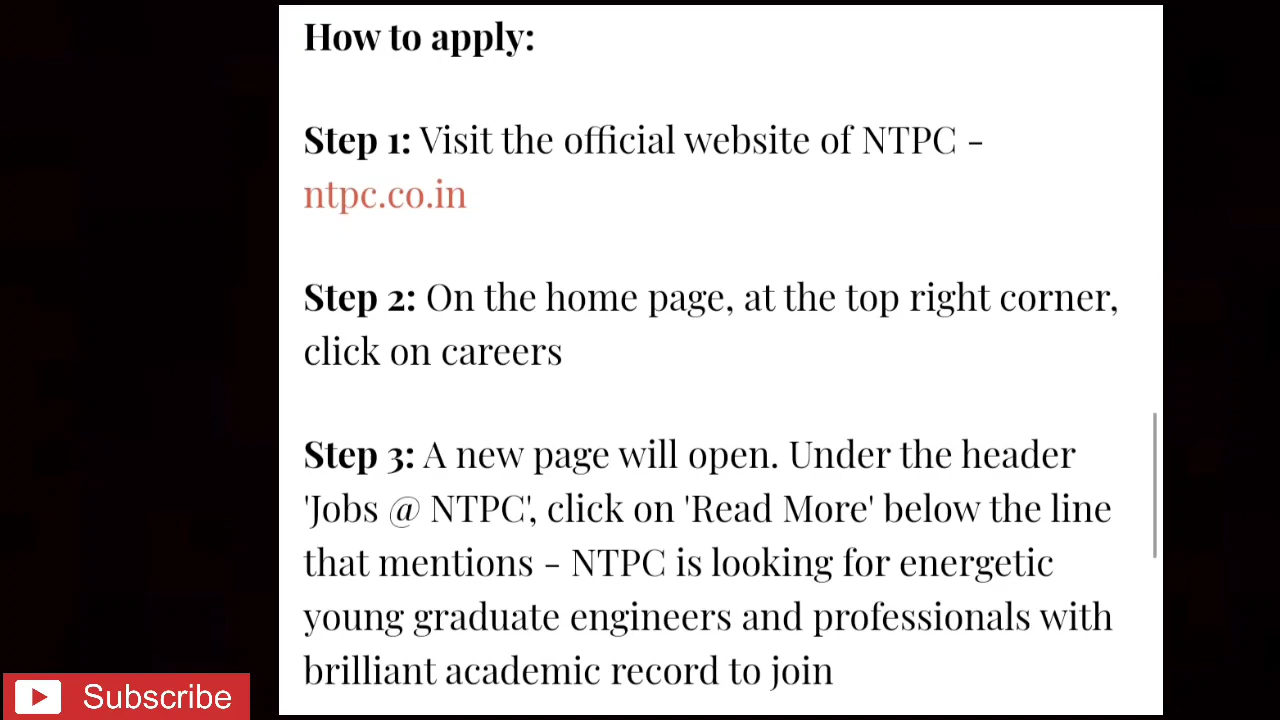 How to apply:
Step 1: Visit the official website of NTPC -
ntpc.co.in
Step 2: On the home page, at the top right corner,
click on careers
Step 3: A new page will open. Under the header
'Jobs @ NTPC', click on 'Read More' below the line
that mentions - NTPC is looking for energetic
young graduate engineers and professionals with
brilliant academic record to join
Subscribe